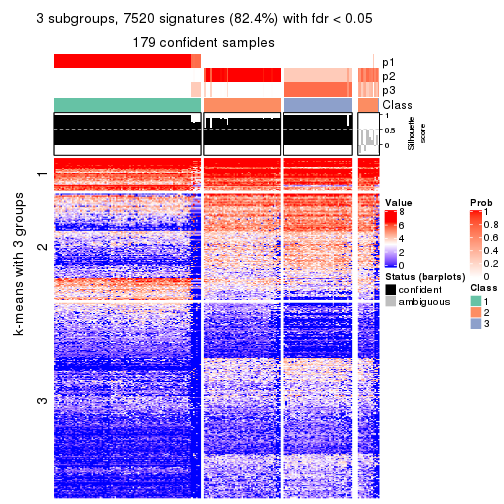 3 subgroups, 7520 signatures (82.4%) with fdr < 0.05
179 confident samples
p1
p2
p3
Class
1
0.5
0
Silhouette
score
k-means with 3 groups
1
2
3
Value
8
6
4
2
0
Status (barplots)
confident
ambiguous
Prob
1
0.8
0.6
0.4
0.2
0
Class
1
2
3